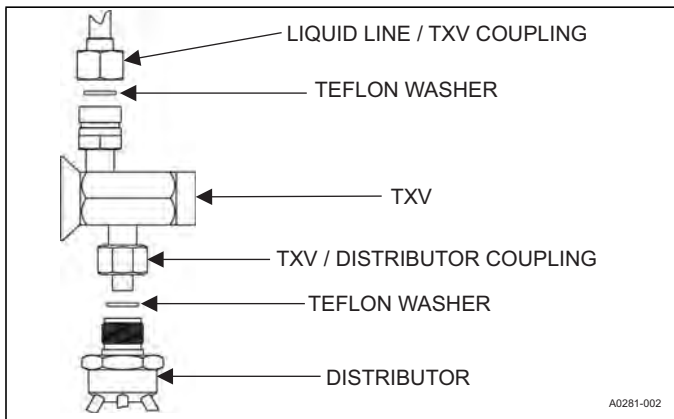 LIQUID LINE / TXV COUPLING
TEFLON WASHER
TXV
TXV / DISTRIBUTOR COUPLING
TEFLON WASHER
DISTRIBUTOR
A0281-002